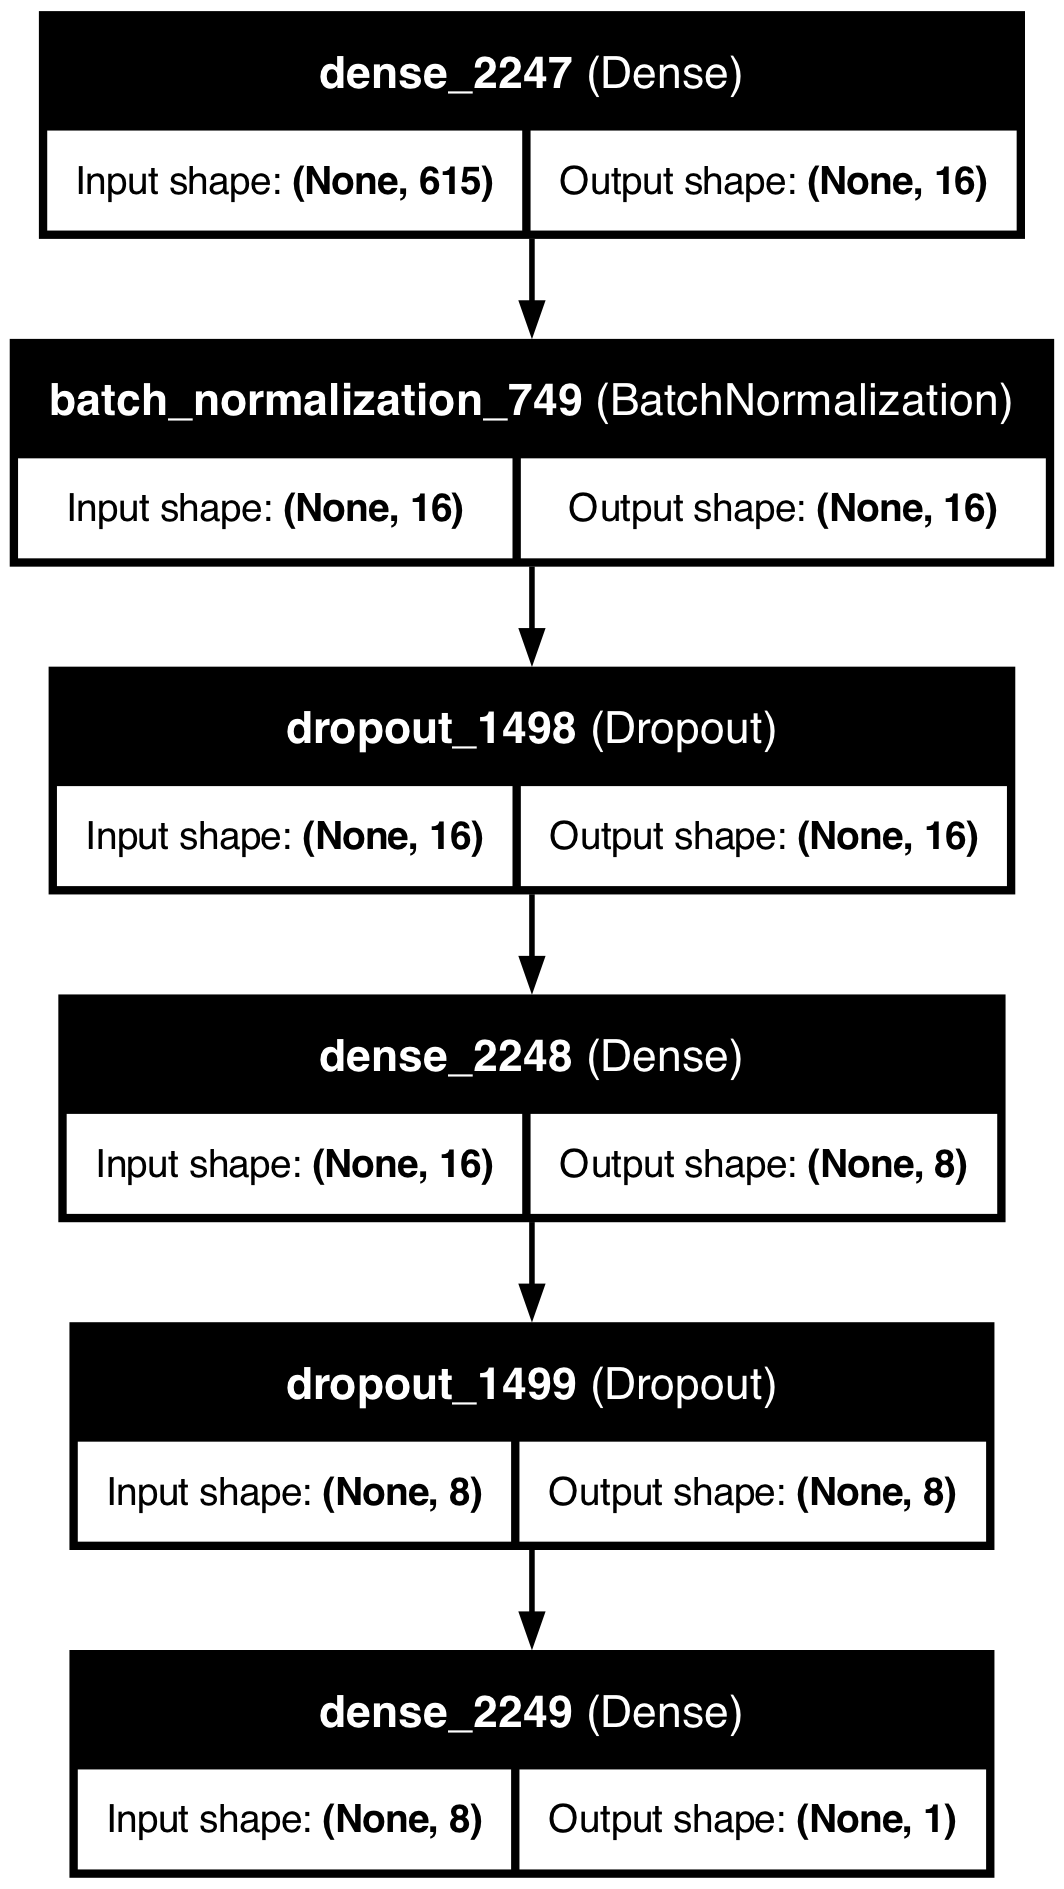 dense_2247 (Dense)
Input shape: (None, 615) Output shape: (None, 16)
batch_normalization_749 (BatchNormalization)
Input shape: (None, 16) Output shape: (None, 16)
dropout_1498 (Dropout)
Input shape: (None, 16) Output shape: (None, 16)
dense_2248 (Dense)
Input shape: (None, 16) Output shape: (None, 8)
dropout_1499 (Dropout)
Input shape: (None, 8) Output shape: (None, 8)
dense_2249 (Dense)
Input shape: (None, 8) Output shape: (None, 1)